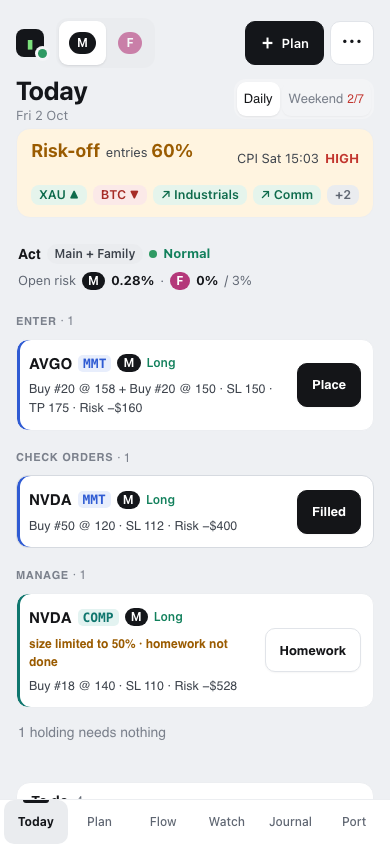 M F + Plan ...
Today
Daily Weekend 2/7
Fri 2 Oct
Risk-off entries 60% CPI Sat 15:03 HIGH
XAU ▲ BTC ▼ ↗ Industrials ↗ Comm +2
Act Main + Family ● Normal
Open risk M 0.28% · F 0% / 3%
ENTER · 1
AVGO MMT M Long
Buy #20 @ 158 + Buy #20 @ 150 · SL 150 ·
TP 175 · Risk −$160
Place
CHECK ORDERS · 1
NVDA MMT M Long
Buy #50 @ 120 · SL 112 · Risk −$400
Filled
MANAGE · 1
NVDA COMP M Long
size limited to 50% · homework not
done
Buy #18 @ 140 · SL 110 · Risk −$528
Homework
1 holding needs nothing
Today Plan Flow Watch Journal Port